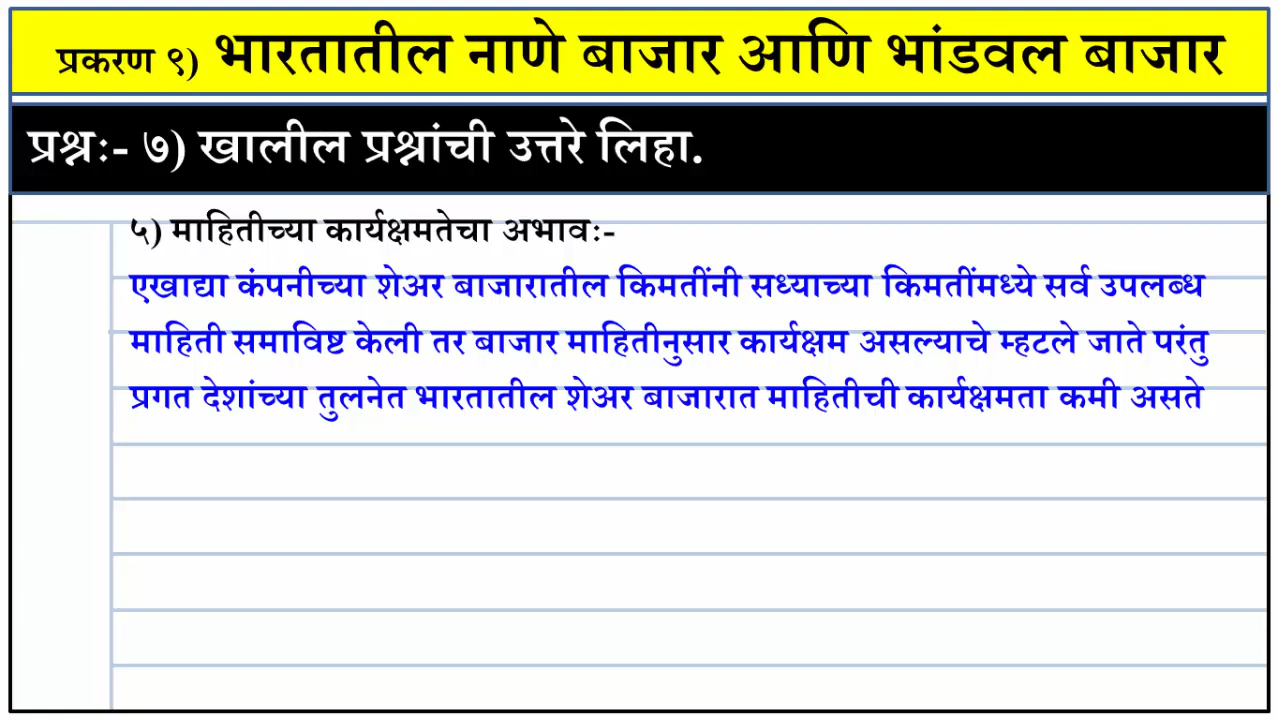 प्रकरण ९) भारतातील नाणे बाजार आणि भांडवल बाजार
प्रश्नः- ७) खालील प्रश्नांची उत्तरे लिहा.
५) माहितीच्या कार्यक्षमतेचा अभावः-
एखाद्या कंपनीच्या शेअर बाजारातील किमतींनी सध्याच्या किमतींमध्ये सर्व उपलब्ध
माहिती समाविष्ट केली तर बाजार माहितीनुसार कार्यक्षम असल्याचे म्हटले जाते परंतु
प्रगत देशांच्या तुलनेत भारतातील शेअर बाजारात माहितीची कार्यक्षमता कमी असते